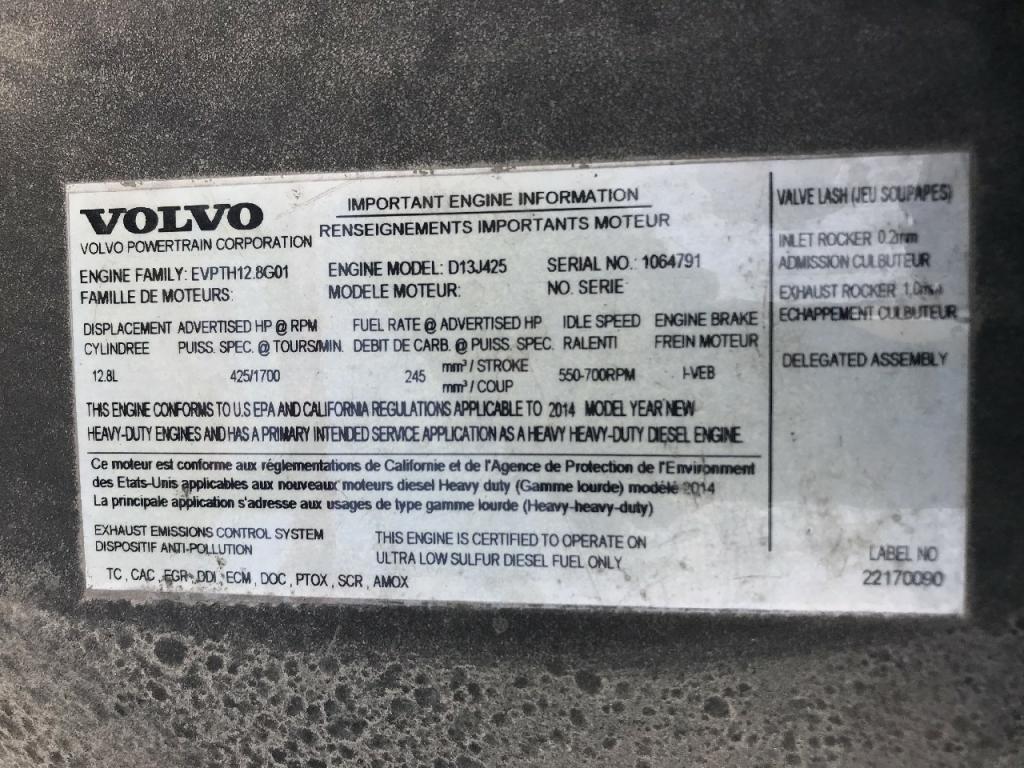 VOLVO
VOLVO POWERTRAIN CORPORATION
IMPORTANT ENGINE INFORMATION
RENSEIGNEMENTS IMPORTANTS MOTEUR
ENGINE FAMILY: EVPTH12.8G01
FAMILLE DE MOTEURS:
ENGINE MODEL: D13J425
MODELE MOTEUR:
SERIAL NO.: 1064791
NO. SERIE
DISPLACEMENT ADVERTISED HP @ RPM FUEL RATE @ ADVERTISED HP IDLE SPEED ENGINE BRAKE
CYLINDREE PUISS. SPEC. @ TOURS/MIN. DEBIT DE CARB. @ PUISS. SPEC. RALENTI FREIN MOTEUR
12.8L 425/1700 245 mm³ / STROKE 550-700RPM I-VEB
mm³ / COUP
THIS ENGINE CONFORMS TO U.S EPA AND CALIFORNIA REGULATIONS APPLICABLE TO 2014 MODEL YEAR NEW
HEAVY-DUTY ENGINES AND HAS A PRIMARY INTENDED SERVICE APPLICATION AS A HEAVY HEAVY-DUTY DIESEL ENGINE.
Ce moteur est conforme aux réglementations de Californie et de l'Agence de Protection de l'Environment
des Etats-Unis applicables aux nouveaux moteurs diesel Heavy duty (Gamme lourde) modèle 2014
La principale application s'adresse aux usages de type gamme lourde (Heavy-heavy-duty)
EXHAUST EMISSIONS CONTROL SYSTEM
DISPOSITIF ANTI-POLLUTION
TC, CAC, EGR, DDI, ECM, DOC, PTOX, SCR, AMOX
THIS ENGINE IS CERTIFIED TO OPERATE ON
ULTRA LOW SULFUR DIESEL FUEL ONLY
VALVE LASH (JEU SOUPAPES)
INLET ROCKER 0.2mm
ADMISSION CULBUTEUR
EXHAUST ROCKER 1,0mm
ECHAPPEMENT CULBUTEUR
DELEGATED ASSEMBLY
LABEL NO
22170090